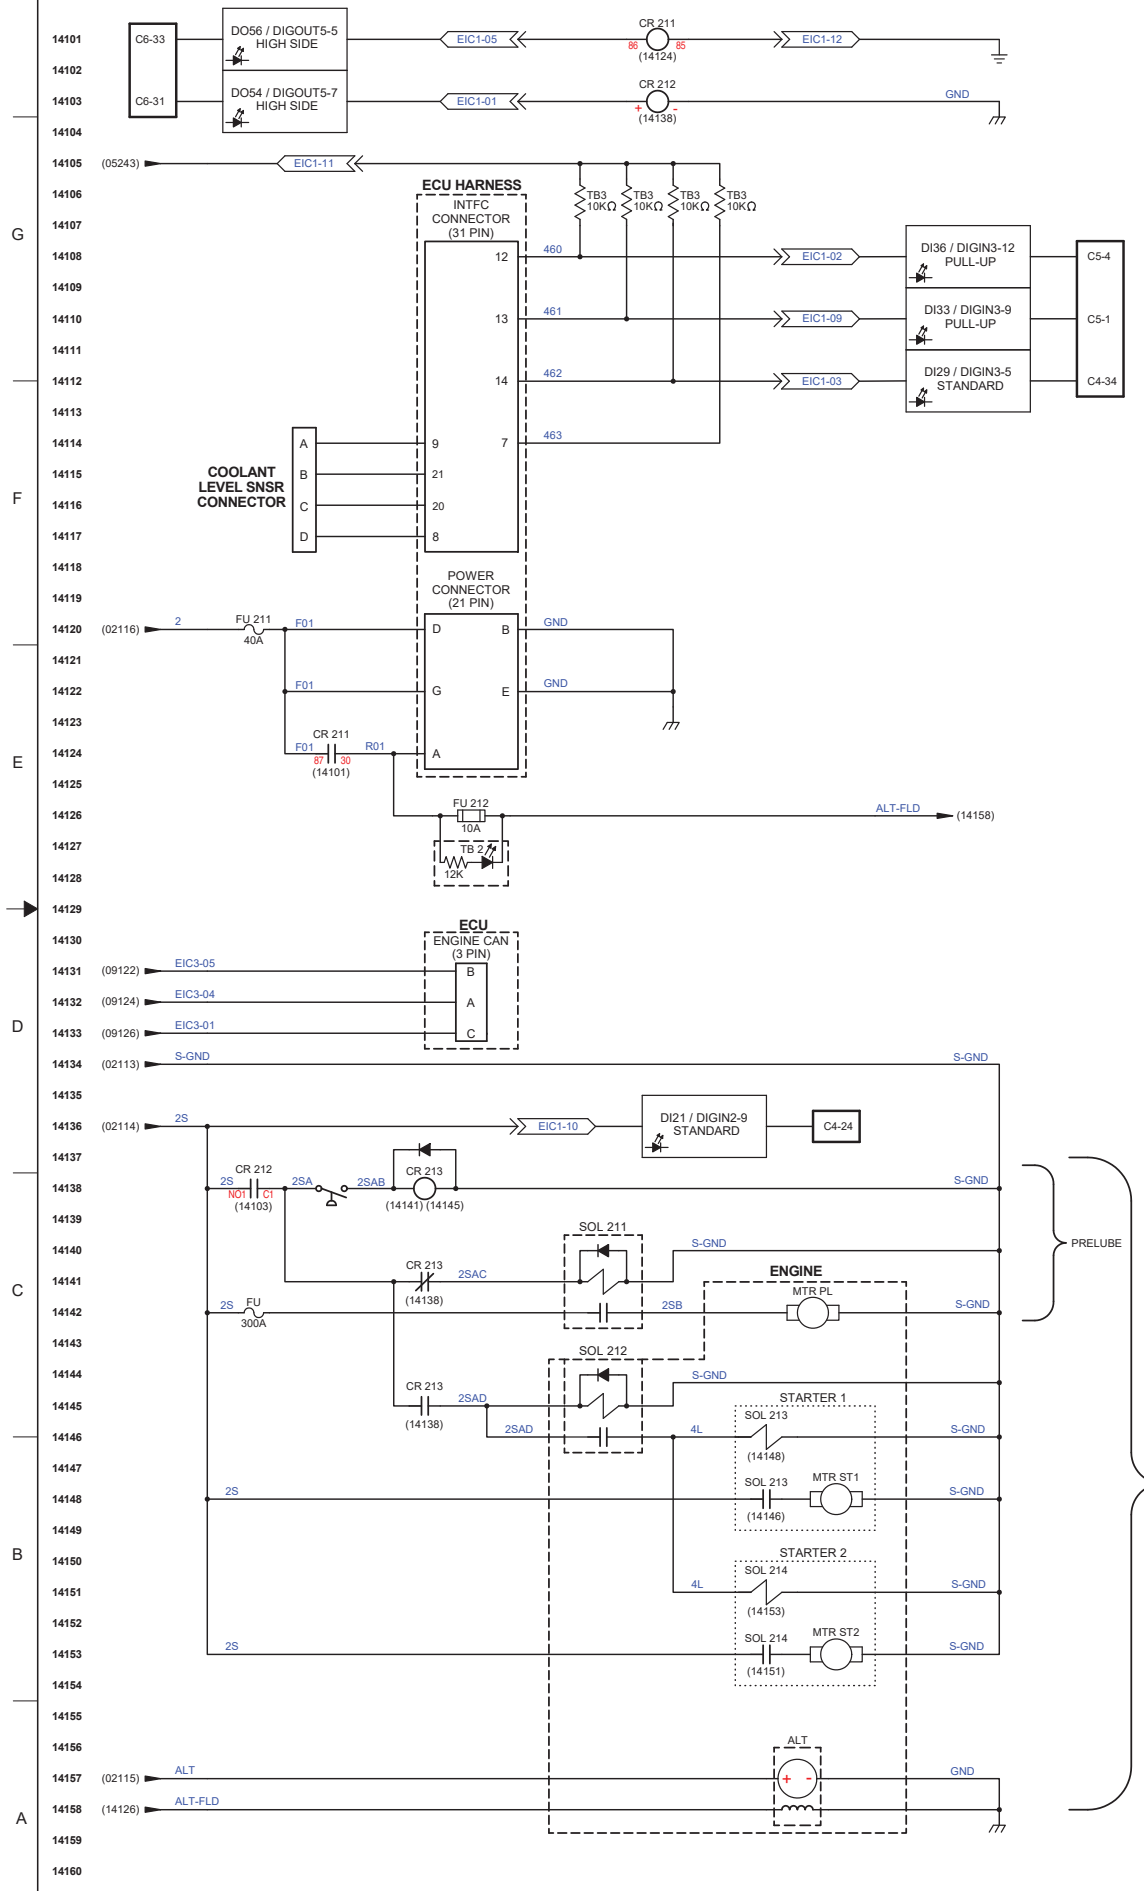 14101 C6-33 DO56 / DIGOUT5-5 EIC1-05 CR 211 EIC1-12
HIGH SIDE 86 85
14102 (14124)
14103 C6-31 DO54 / DIGOUT5-7 EIC1-01 CR 212 GND
HIGH SIDE + -
14104 (14138)
14105 (05243) EIC1-11
14106 ECU HARNESS TB3 TB3 TB3 TB3
10KΩ 10KΩ 10KΩ 10KΩ
14107 INTFC
CONNECTOR
(31 PIN)
G
14108 12 460 EIC1-02 DI36 / DIGIN3-12 C5-4
PULL-UP
14109
14110 13 461 EIC1-09 DI33 / DIGIN3-9 C5-1
PULL-UP
14111
14112 14 462 EIC1-03 DI29 / DIGIN3-5 C4-34
STANDARD
14113
14114 A 9 7 463
14115 COOLANT B 21
LEVEL SNSR
F
14116 CONNECTOR C 20
14117 D 8
14118
14119 POWER
CONNECTOR
(21 PIN)
14120 (02116) 2 FU 211 F01 D B GND
40A
14121
14122 F01 G E GND
14123 CR 211
14124 F01 R01 A
87 30
(14101)
E
14125
14126 FU 212 ALT-FLD (14158)
10A
14127 TB 2
12K
14128
14129
14130 ECU
ENGINE CAN
(3 PIN)
14131 (09122) EIC3-05 B
14132 (09124) EIC3-04 A
D
14133 (09126) EIC3-01 C
14134 (02113) S-GND S-GND
14135
14136 (02114) 2S EIC1-10 DI21 / DIGIN2-9 C4-24
STANDARD
14137 CR 212 CR 213
14138 2S 2SA 2SAB S-GND
NO1 C1
(14103) (14141) (14145)
14139 SOL 211
14140 S-GND PRELUBE
14141 CR 213 2SAC ENGINE
(14138)
C
14142 2S FU 2SB MTR PL S-GND
300A
14143
14144 SOL 212 S-GND
14145 CR 213 2SAD STARTER 1
(14138)
14146 2SAD 4L SOL 213 S-GND
(14148)
14147
14148 2S SOL 213 MTR ST1 S-GND
(14146)
14149
B
14150 STARTER 2
14151 4L SOL 214 S-GND
(14153)
14152
14153 2S SOL 214 MTR ST2 S-GND
(14151)
14154
14155
14156 ALT
14157 (02115) ALT + - GND
14158 (14126) ALT-FLD
A
14159
14160